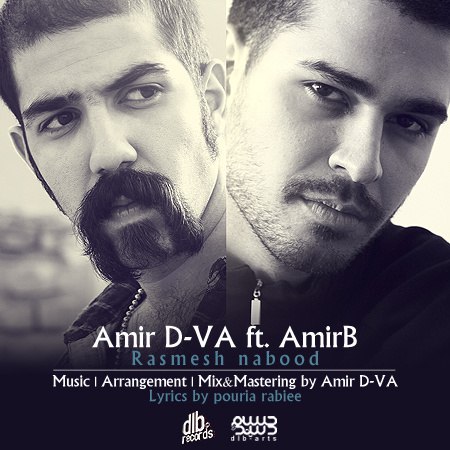 Amir D-VA ft. AmirB
Rasmesh nabood
Music | Arrangement | Mix&Mastering by Amir D-VA
Lyrics by pouria rabiee
dlb
records
dlb-arts